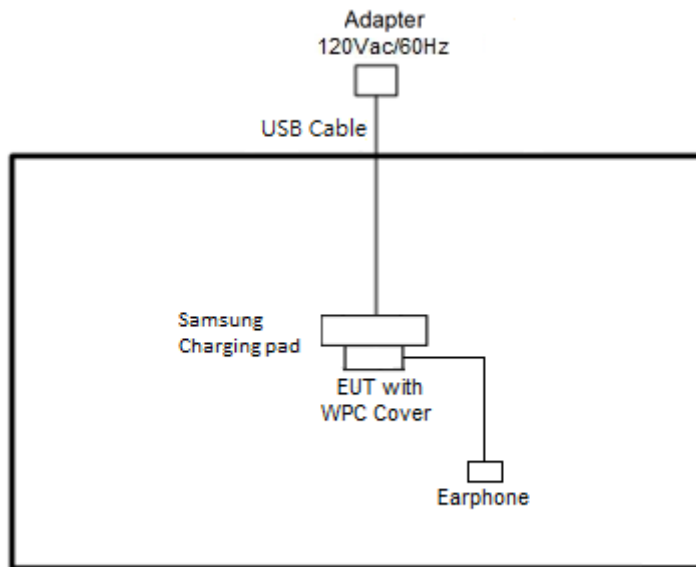 Adapter
120Vac/60Hz
USB Cable
Samsung
Charging pad
EUT with
WPC Cover
Earphone